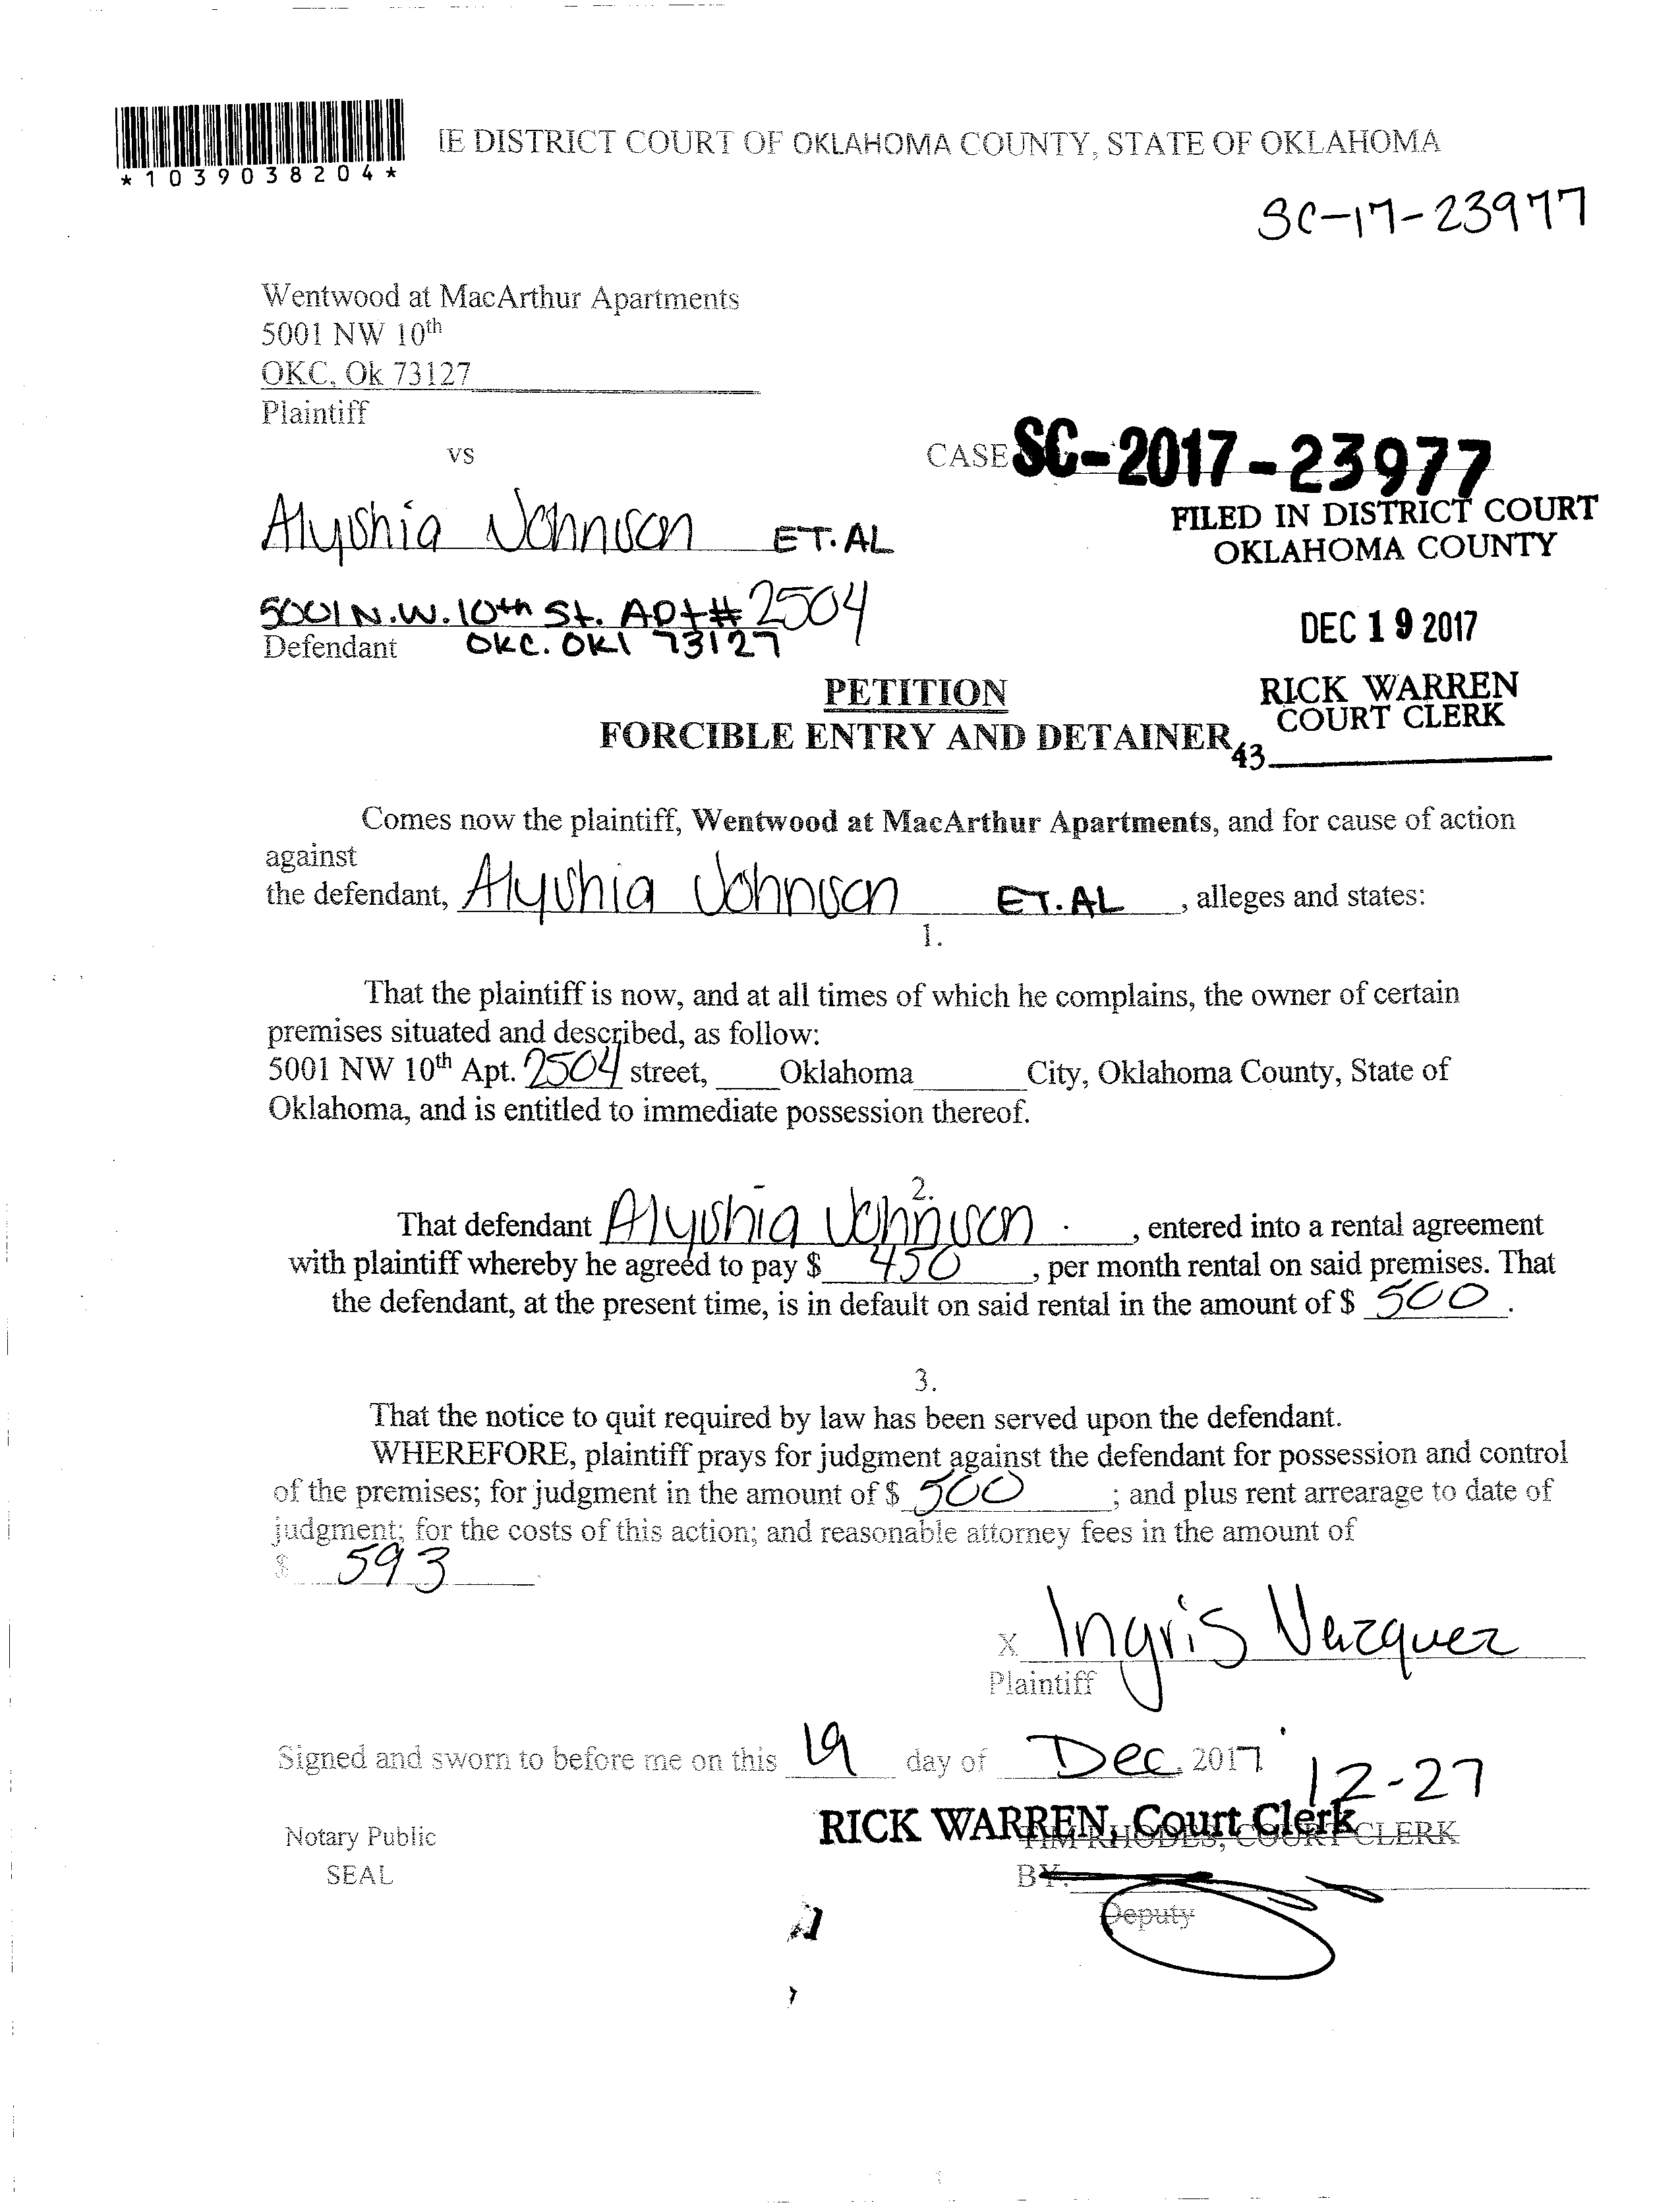 *1039038204*
IE DISTRICT COURT OF OKLAHOMA COUNTY, STATE OF OKLAHOMA
SC-17-23977
Wentwood at MacArthur Apartments
5001 NW 10th
OKC, Ok 73127
Plaintiff
vs
CASE SC-2017-23977
FILED IN DISTRICT COURT
OKLAHOMA COUNTY
Alyshia Johnson ET.AL
5001 N.W. 10th St. Apt# 2504
Defendant OKC. OKl 73127
DEC 19 2017
PETITION
RICK WARREN
COURT CLERK
FORCIBLE ENTRY AND DETAINER
43
Comes now the plaintiff, Wentwood at MacArthur Apartments, and for cause of action
against
the defendant, Alyshia Johnson ET.AL , alleges and states:
1.
That the plaintiff is now, and at all times of which he complains, the owner of certain
premises situated and described, as follow:
5001 NW 10th Apt. 2504 street, Oklahoma City, Oklahoma County, State of
Oklahoma, and is entitled to immediate possession thereof.
2.
That defendant Alyshia Johnson , entered into a rental agreement
with plaintiff whereby he agreed to pay $ 450 , per month rental on said premises. That
the defendant, at the present time, is in default on said rental in the amount of $ 500 .
3.
That the notice to quit required by law has been served upon the defendant.
WHEREFORE, plaintiff prays for judgment against the defendant for possession and control
of the premises; for judgment in the amount of $ 500 ; and plus rent arrearage to date of
judgment; for the costs of this action; and reasonable attorney fees in the amount of
$ 593
x Ingris Vazquez
Plaintiff
Signed and sworn to before me on this 19 day of Dec. 2017
12-27
RICK WARREN, Court Clerk
TIM RHODES, COURT CLERK
Notary Public
SEAL
BY:
Deputy